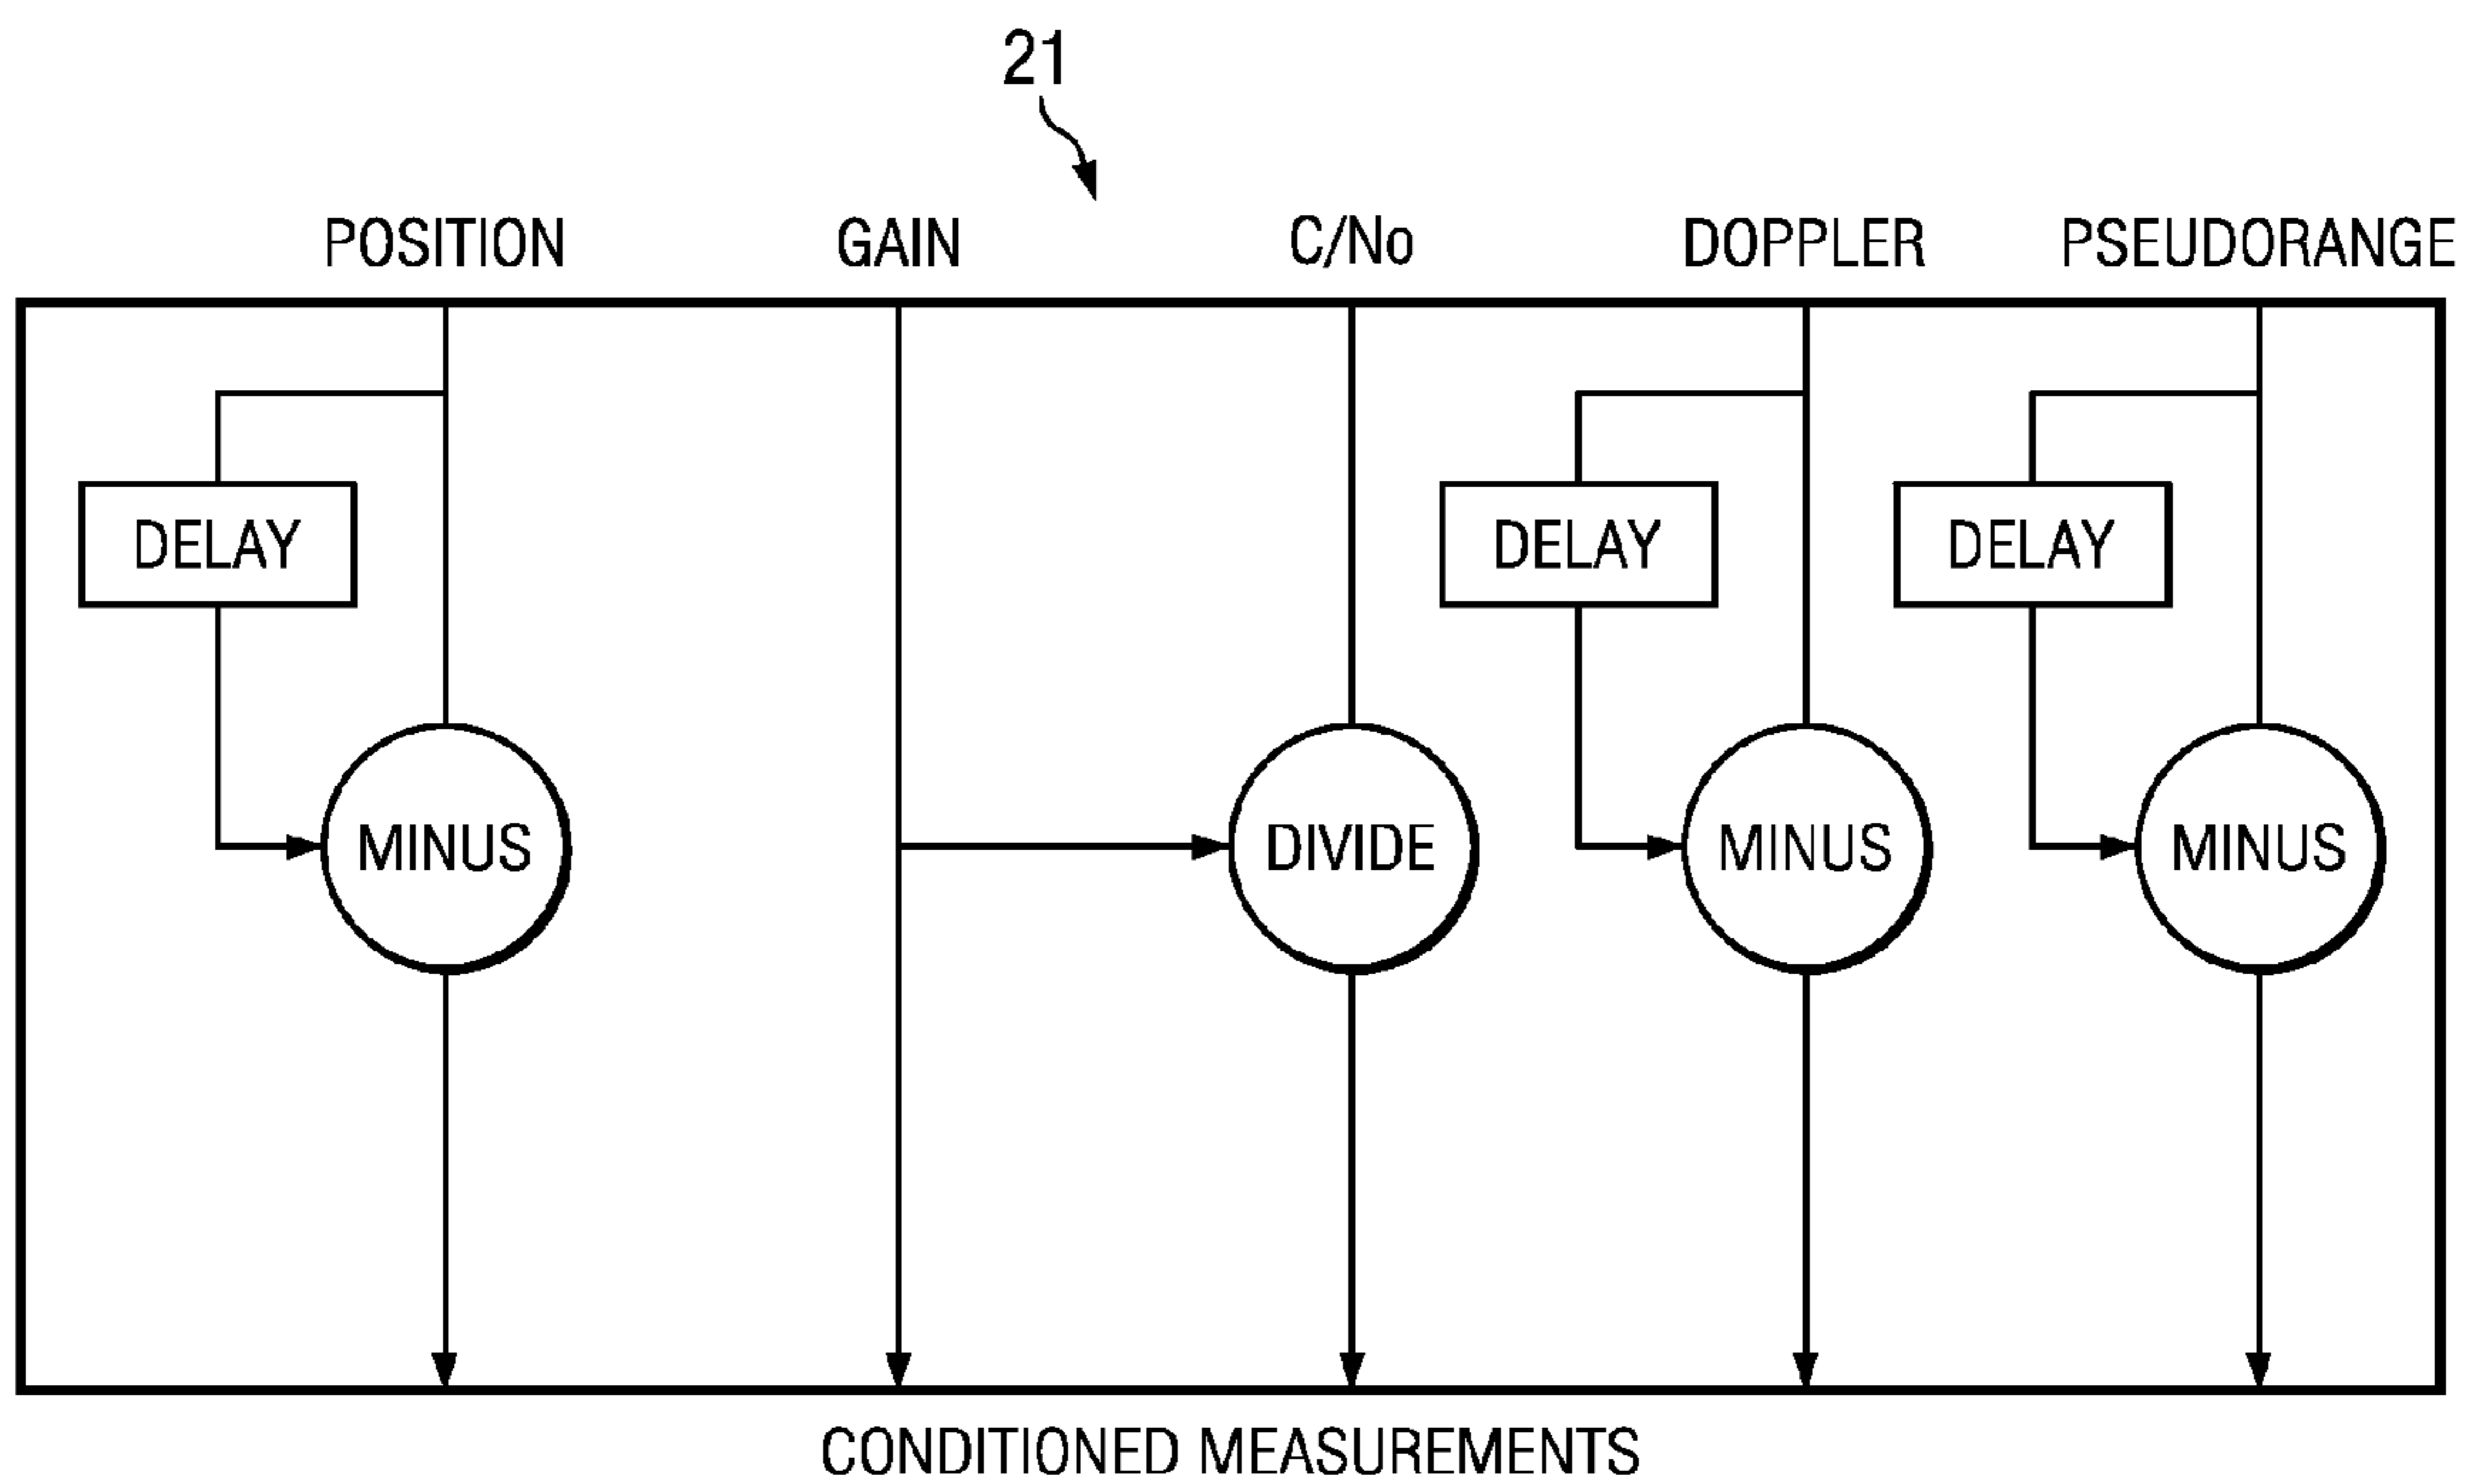 21
POSITION
GAIN
C/No
DOPPLER
PSEUDORANGE
DELAY
DELAY
DELAY
MINUS
DIVIDE
MINUS
MINUS
CONDITIONED MEASUREMENTS